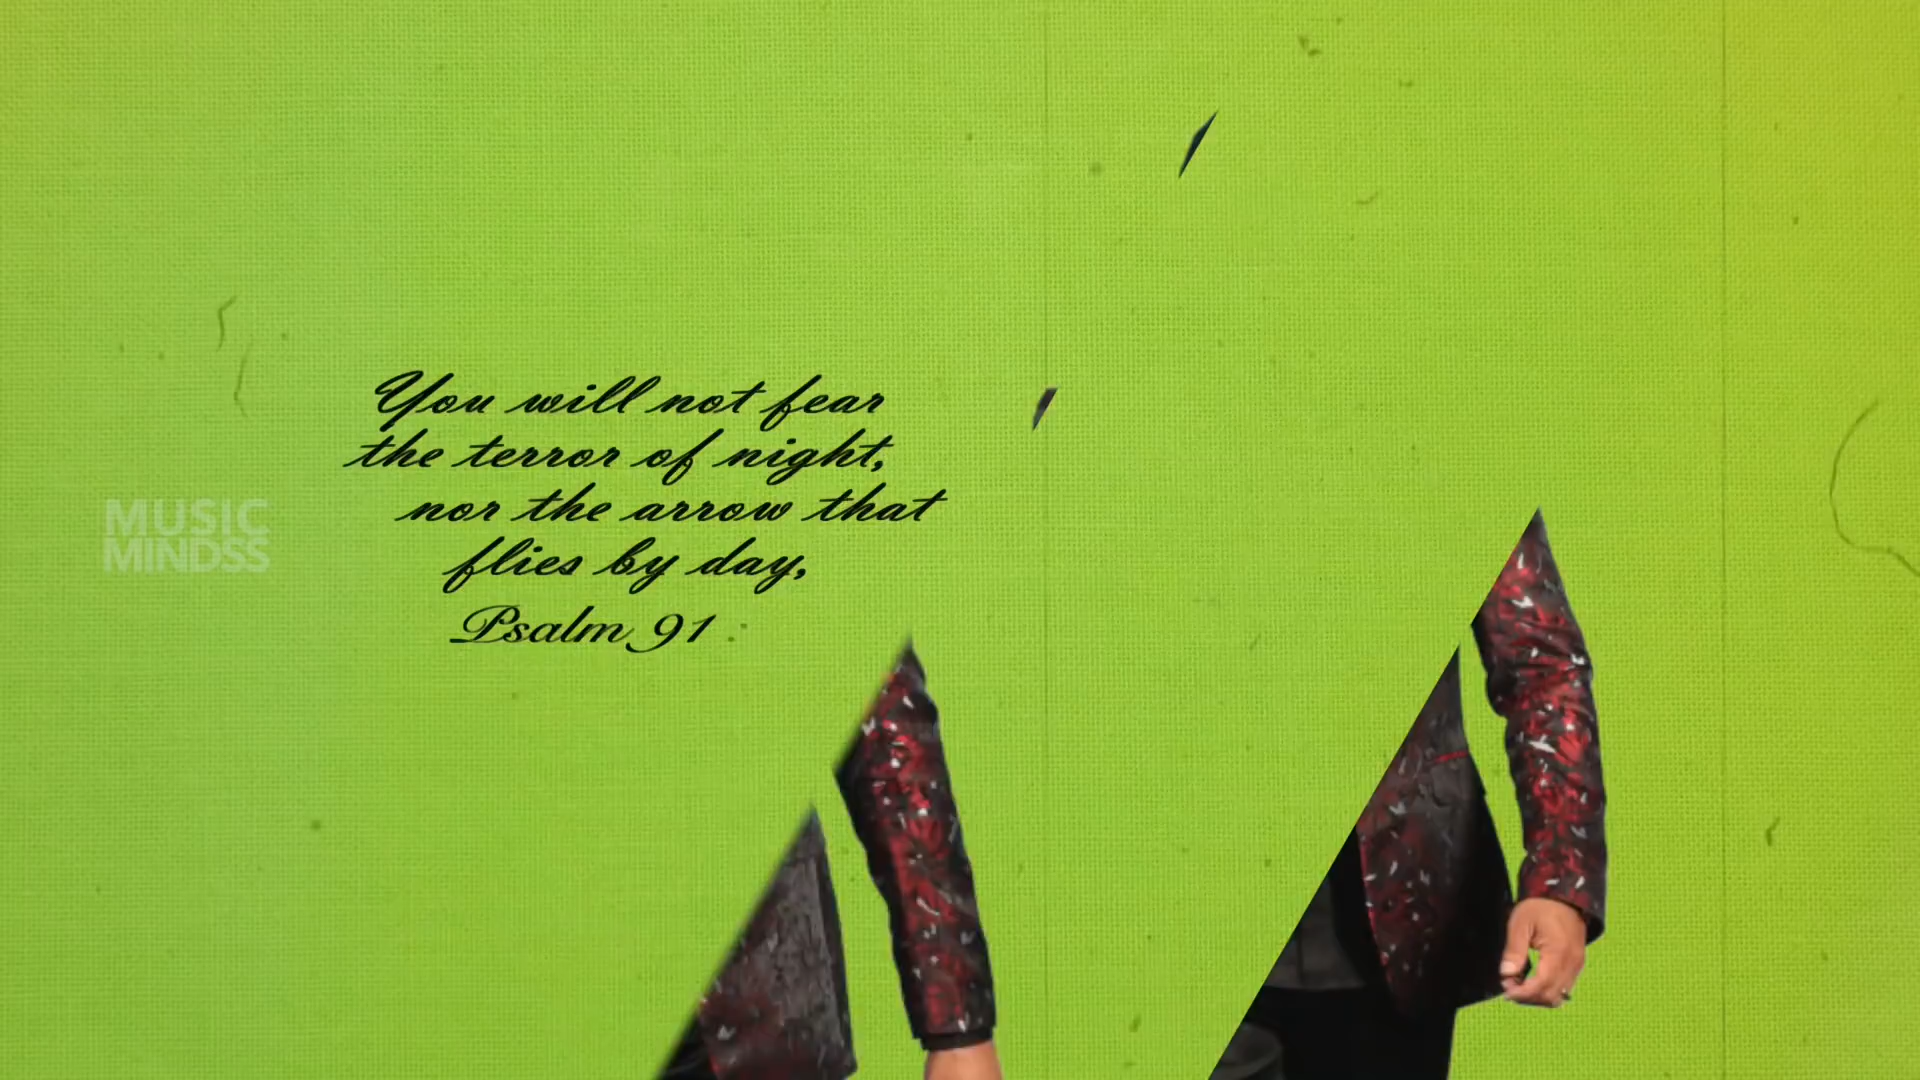 You will not fear
the terror of night,
nor the arrow that
flies by day,
Psalm 91
MUSIC
MINDSS